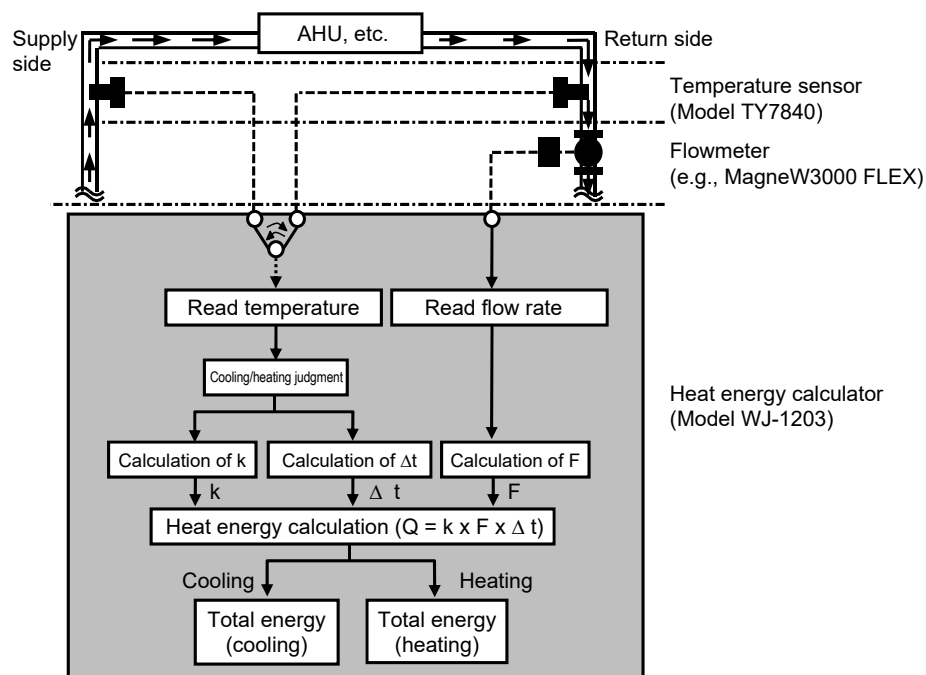 Supply
side
AHU, etc.
Return side
Temperature sensor
(Model TY7840)
Flowmeter
(e.g., MagneW3000 FLEX)
Read temperature
Read flow rate
Cooling/heating judgment
Heat energy calculator
(Model WJ-1203)
Calculation of k
Calculation of Δt
Calculation of F
k
Δ t
F
Heat energy calculation (Q = k x F x Δ t)
Cooling
Heating
Total energy
(cooling)
Total energy
(heating)